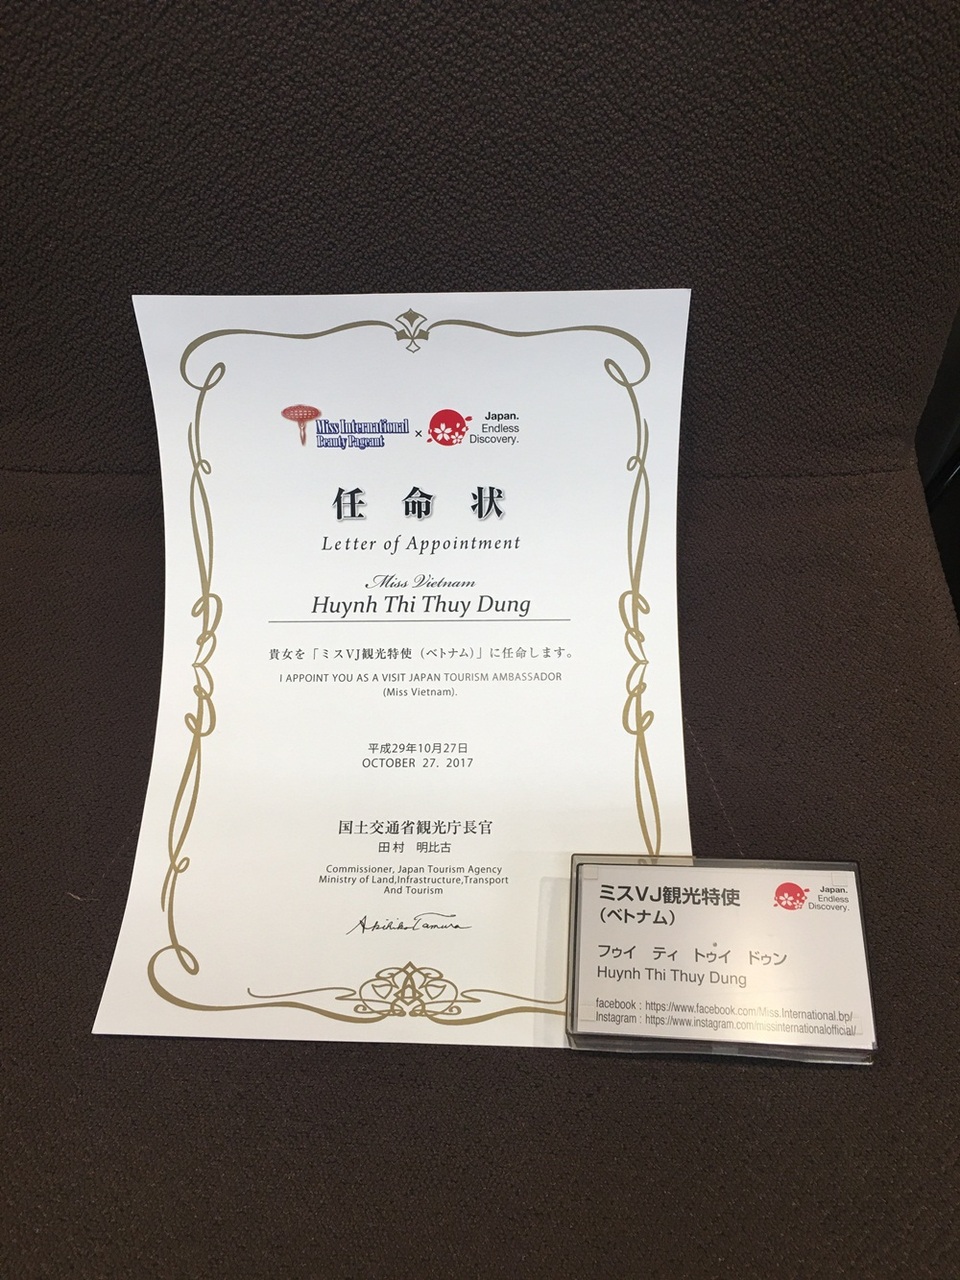 Miss International
Beauty Pageant
×
Japan.
Endless
Discovery.
任命状
Letter of Appointment
Miss Vietnam
Huynh Thi Thuy Dung
貴女を「ミスVJ観光特使(ベトナム)」に任命します。
I APPOINT YOU AS A VISIT JAPAN TOURISM AMBASSADOR
(Miss Vietnam).
平成29年10月27日
OCTOBER 27. 2017
国土交通省観光庁長官
田村 明比古
Commissioner, Japan Tourism Agency
Ministry of Land,Infrastructure,Transport
And Tourism
Akihiko Tamura
ミスVJ観光特使
(ベトナム)
Japan.
Endless
Discovery.
フゥイ ティ トゥイ ドゥン
Huynh Thi Thuy Dung
facebook : https://www.facebook.com/Miss.International.bp/
Instagram : https://www.instagram.com/missinternationalofficial/